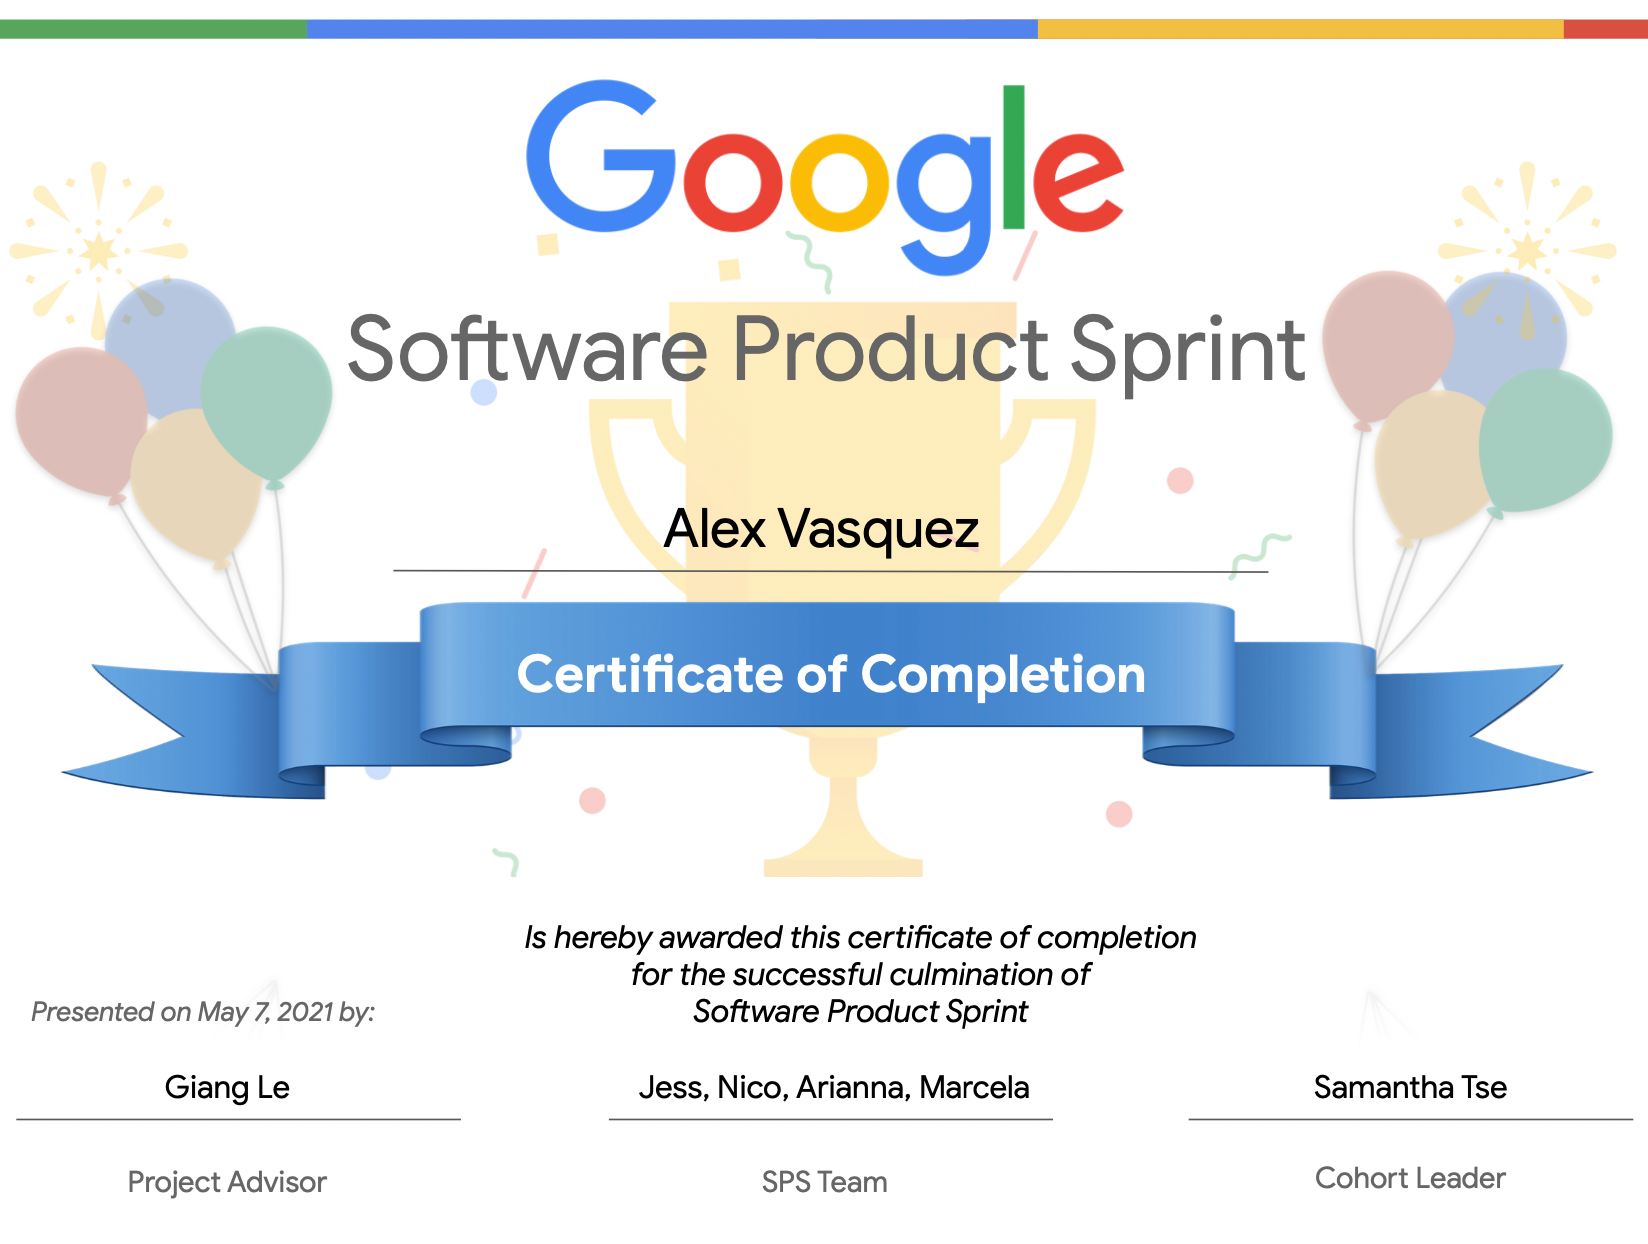 Google
Software Product Sprint
Alex Vasquez
Certificate of Completion
Is hereby awarded this certificate of completion
for the successful culmination of
Software Product Sprint
Presented on May 7, 2021 by:
Giang Le
Project Advisor
Jess, Nico, Arianna, Marcela
SPS Team
Samantha Tse
Cohort Leader